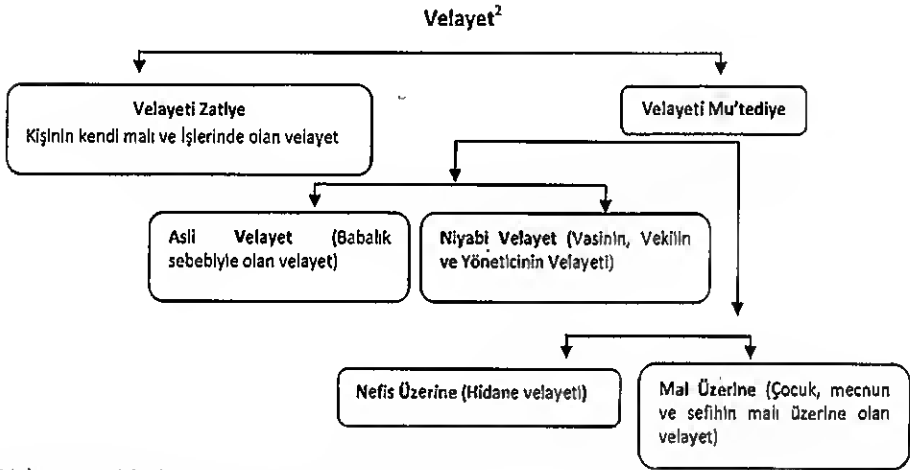 Velayet²
Velayeti Zatiye
Kişinin kendi malı ve İşlerinde olan velayet
Velayeti Mu'tediye
Asli Velayet (Babalık
sebebiyle olan velayet)
Niyabi Velayet (Vasinin, Vekilin
ve Yöneticinin Velayeti)
Nefis Üzerine (Hidane velayeti)
Mal Üzerine (Çocuk, mecnun
ve sefihin malı üzerine olan
velayet)